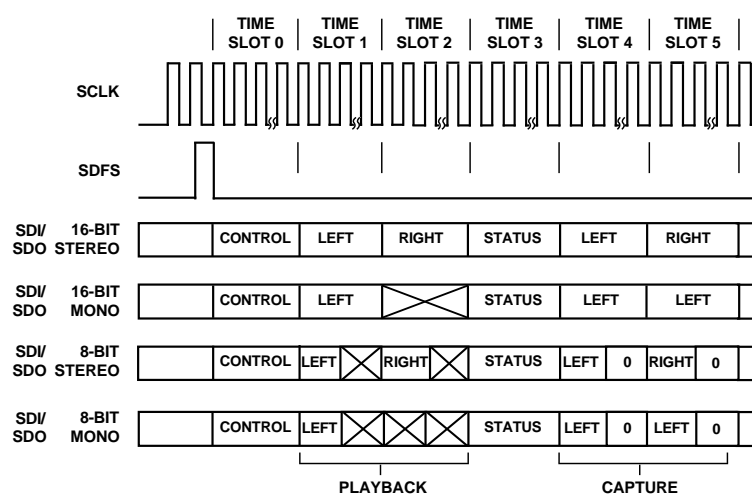 TIME SLOT 0 TIME SLOT 1 TIME SLOT 2 TIME SLOT 3 TIME SLOT 4 TIME SLOT 5
SCLK
SDFS
SDI/ SDO 16-BIT STEREO CONTROL LEFT RIGHT STATUS LEFT RIGHT
SDI/ SDO 16-BIT MONO CONTROL LEFT STATUS LEFT LEFT
SDI/ SDO 8-BIT STEREO CONTROL LEFT RIGHT STATUS LEFT 0 RIGHT 0
SDI/ SDO 8-BIT MONO CONTROL LEFT STATUS LEFT 0 LEFT 0
PLAYBACK CAPTURE